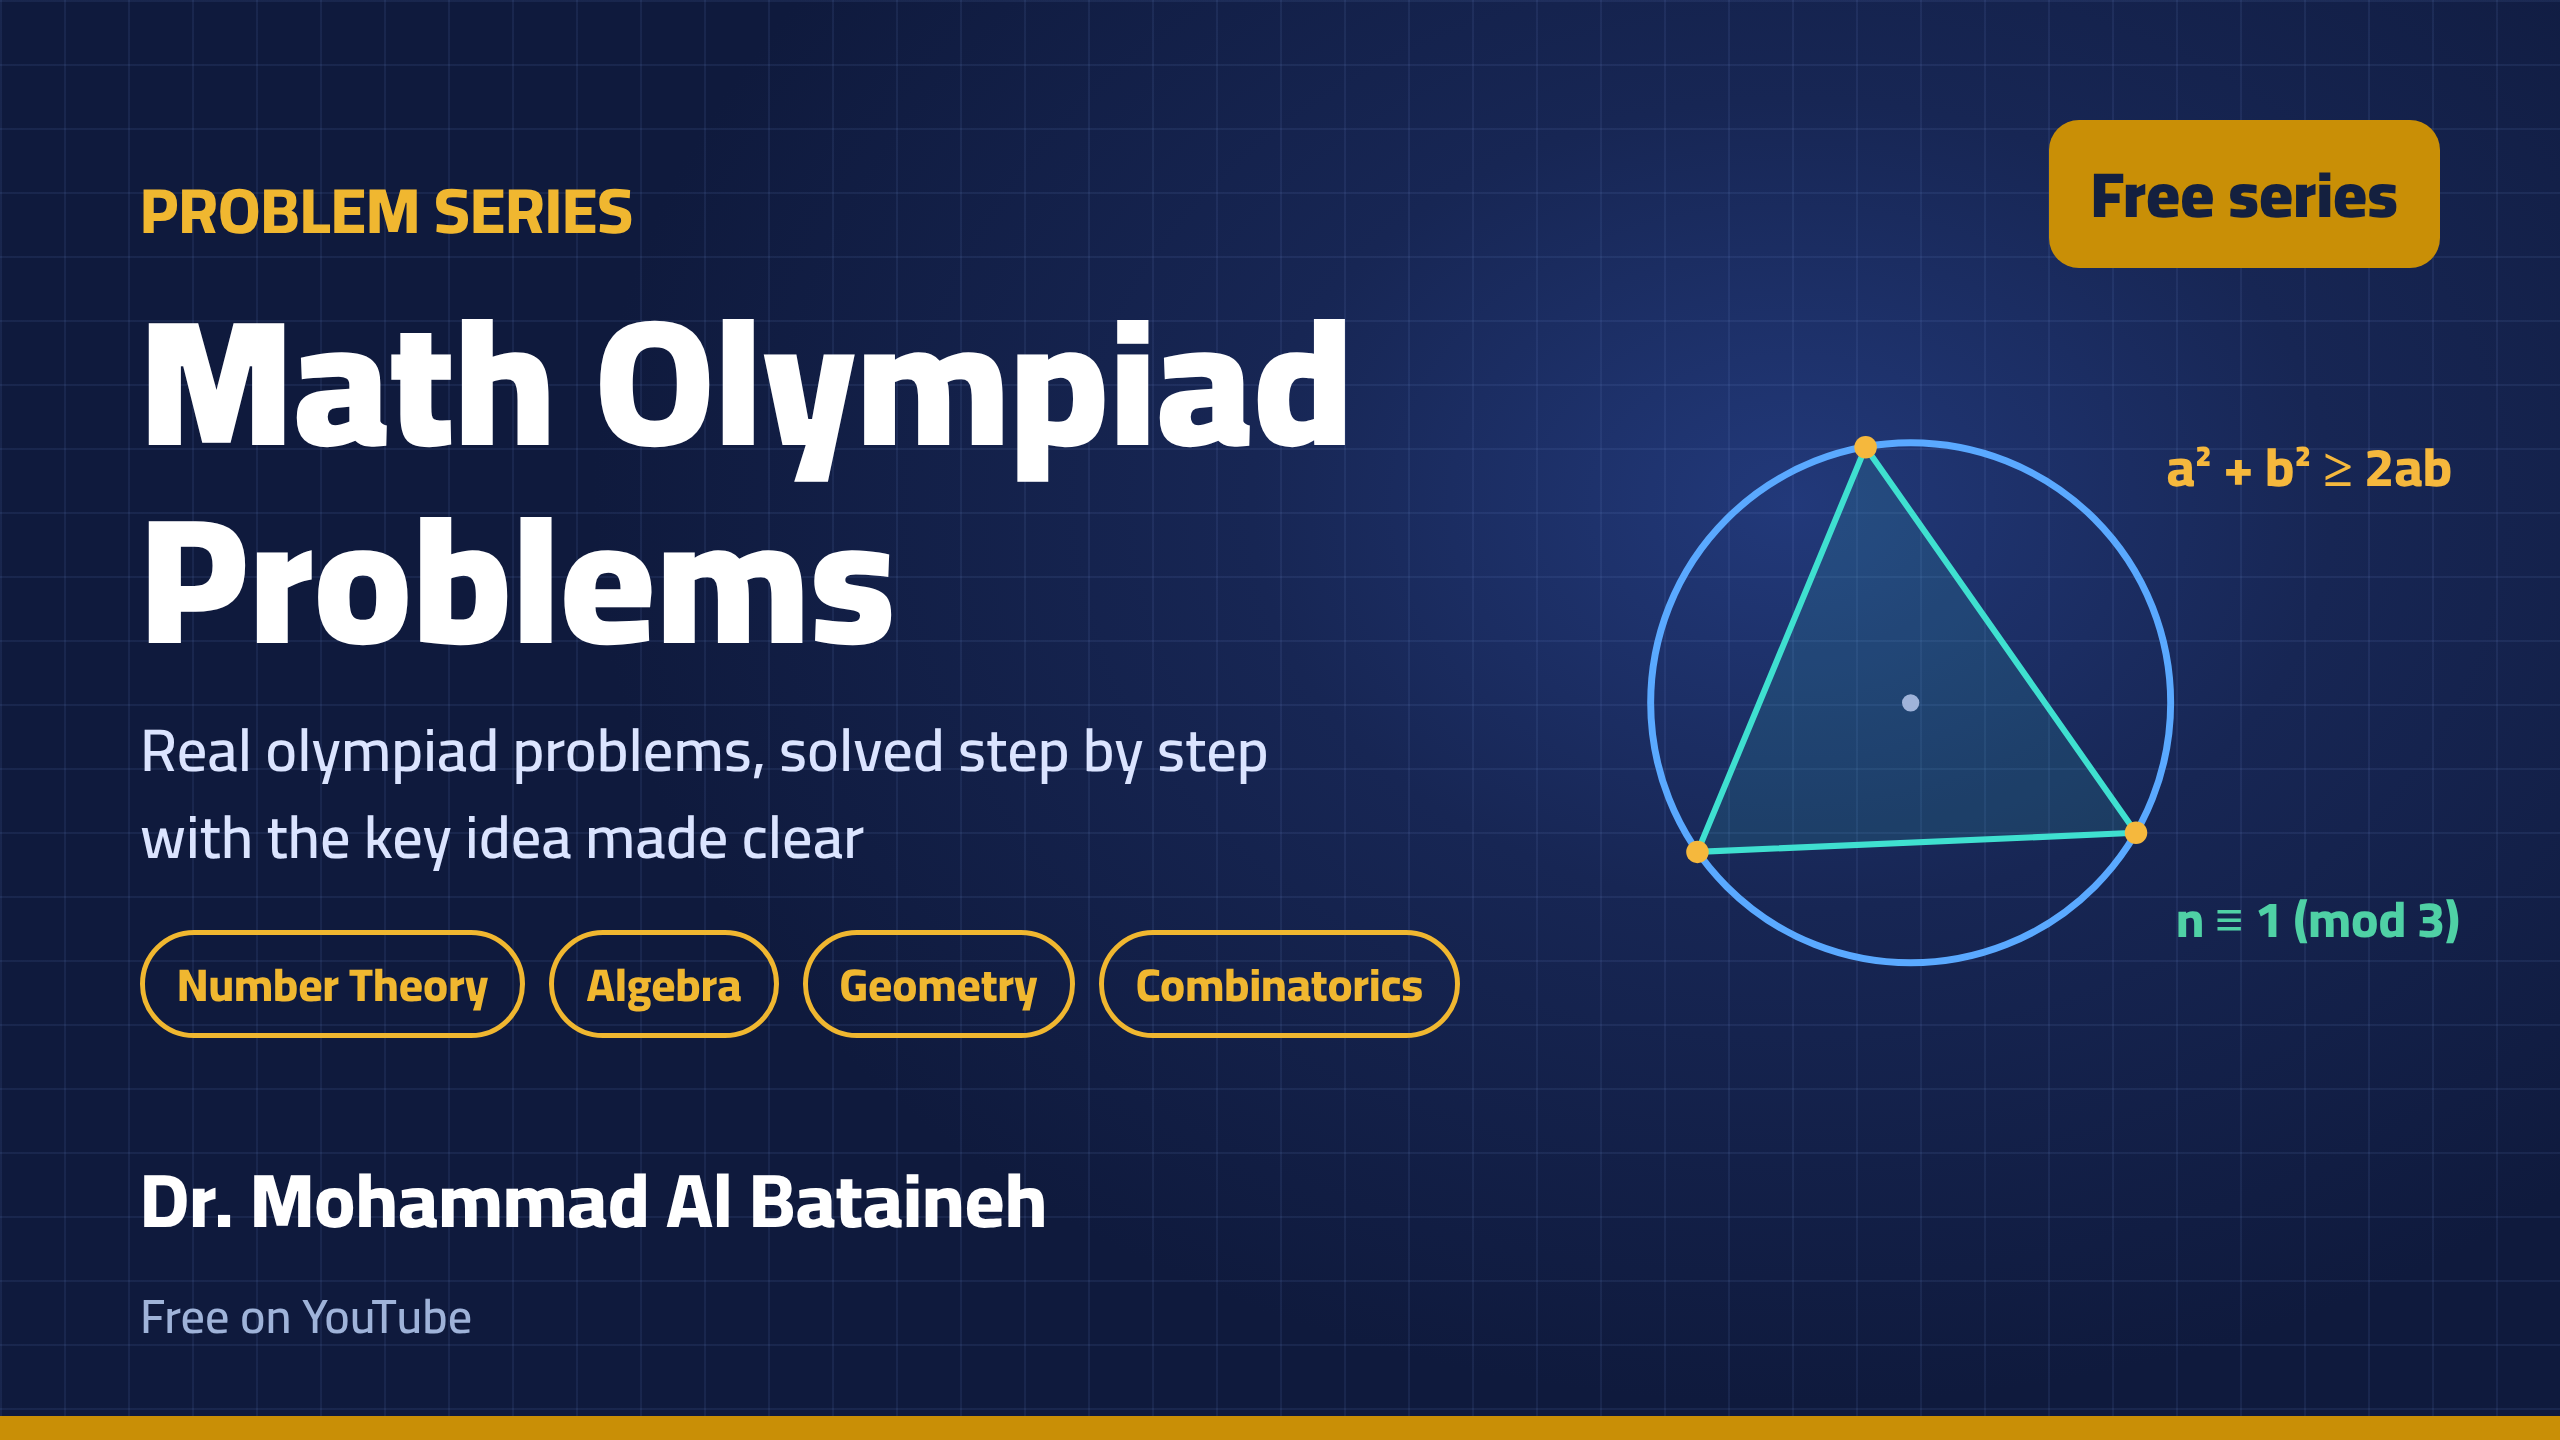 PROBLEM SERIES
Free series
Math Olympiad
Problems
a² + b² ≥ 2ab
Real olympiad problems, solved step by step
with the key idea made clear
n ≡ 1 (mod 3)
Number Theory
Algebra
Geometry
Combinatorics
Dr. Mohammad Al Bataineh
Free on YouTube